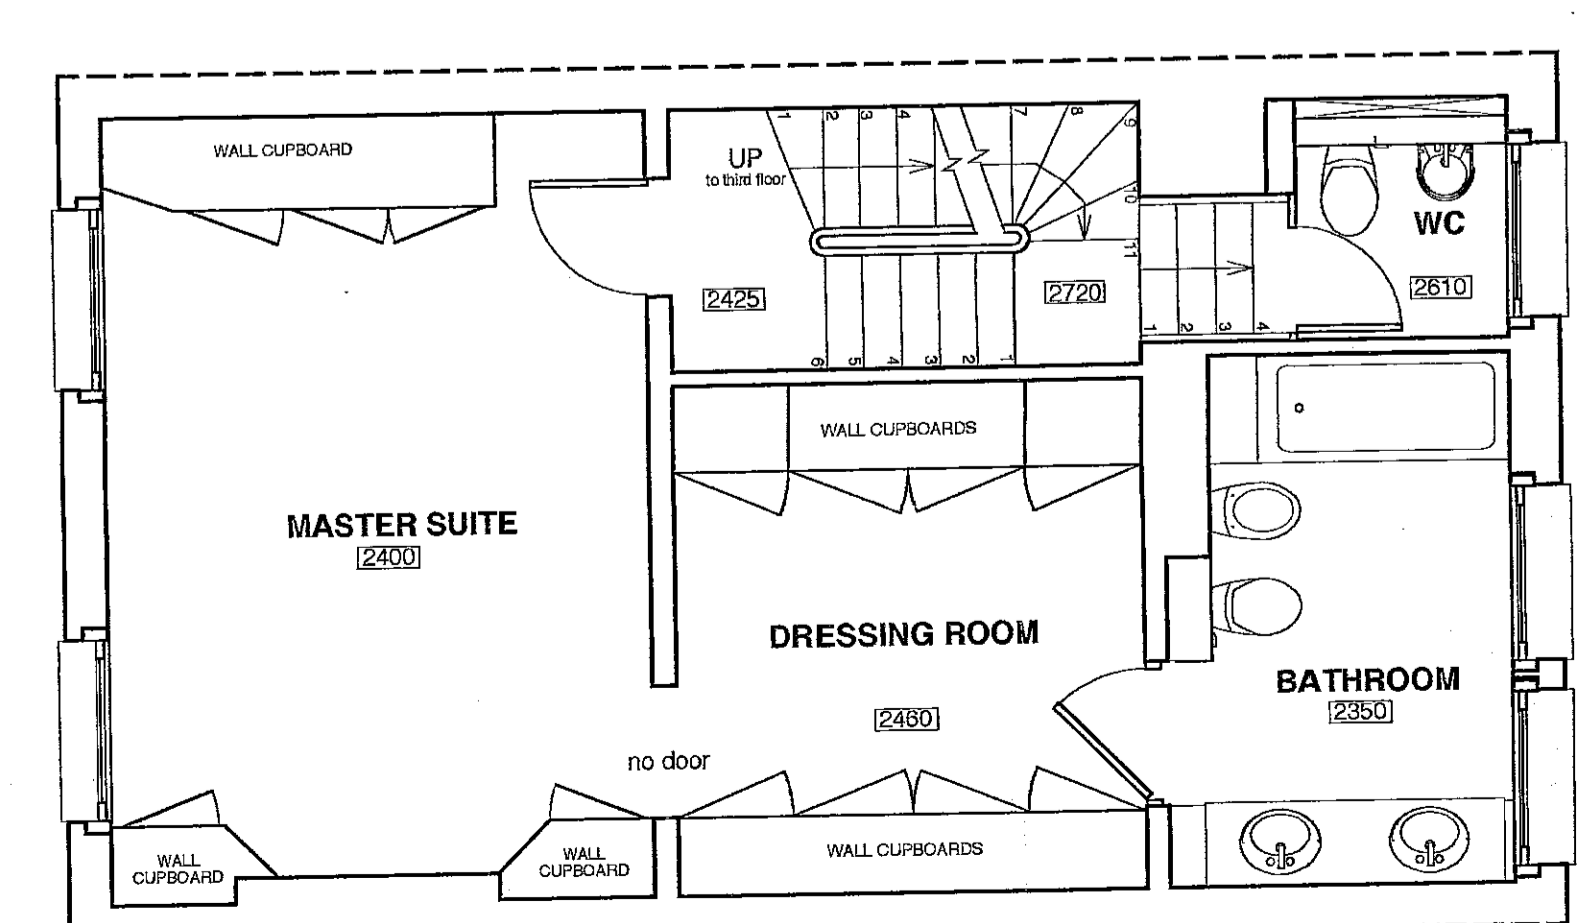 WALL CUPBOARD
UP
to third floor
1
2
3
4
7
8
9
10
11
WC
2610
2425
2720
6
5
4
3
2
1
1
2
3
4
WALL CUPBOARDS
MASTER SUITE
2400
DRESSING ROOM
2460
BATHROOM
2350
no door
WALL
CUPBOARD
WALL
CUPBOARD
WALL CUPBOARDS